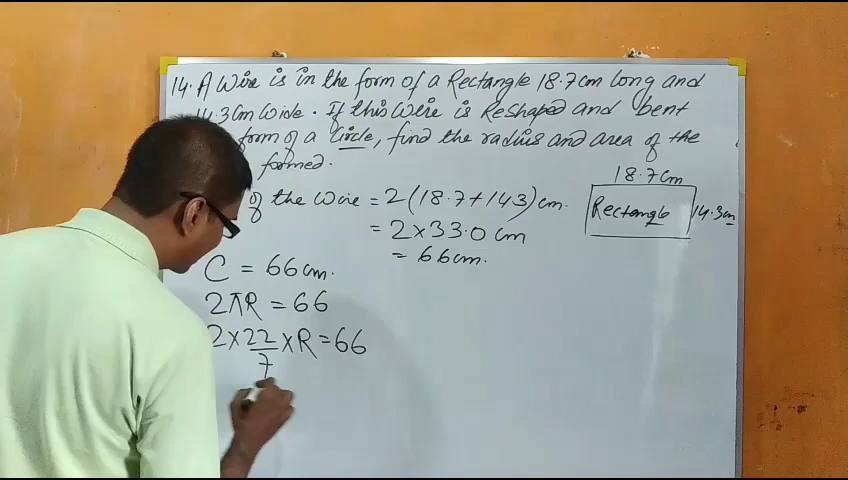 14. A Wire is in the form of a Rectangle 18.7cm long and
14.3cm Wide. If this Wire is Reshaped and bent
form of a Circle, find the radius and area of the
formed.
of the Wire = 2(18.7+14.3)cm.
= 2×33.0 cm
= 66cm.
18.7cm
Rectangle 14.3cm
C = 66cm.
2πR = 66
2×22/7×R=66